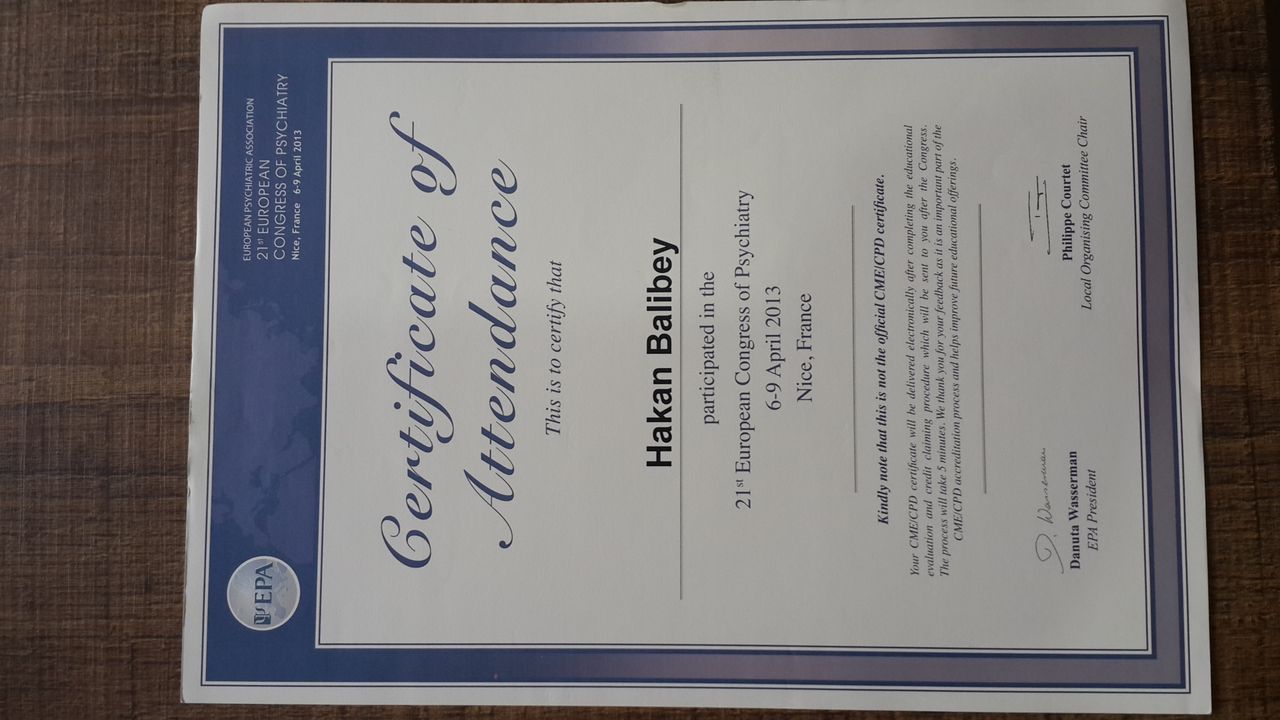 EPA
EUROPEAN PSYCHIATRIC ASSOCIATION
21st EUROPEAN
CONGRESS OF PSYCHIATRY
Nice, France 6-9 April 2013
Certificate of
Attendance
This is to certify that
Hakan Balibey
participated in the
21st European Congress of Psychiatry
6-9 April 2013
Nice, France
Kindly note that this is not the official CME/CPD certificate.
Your CME/CPD certificate will be delivered electronically after completing the educational
evaluation and credit claiming procedure which will be sent to you after the Congress.
The process will take 5 minutes. We thank you for your feedback as it is an important part of the
CME/CPD accreditation process and helps improve future educational offerings.
D. Wasserman
Danuta Wasserman
EPA President
Philippe Courtet
Local Organising Committee Chair